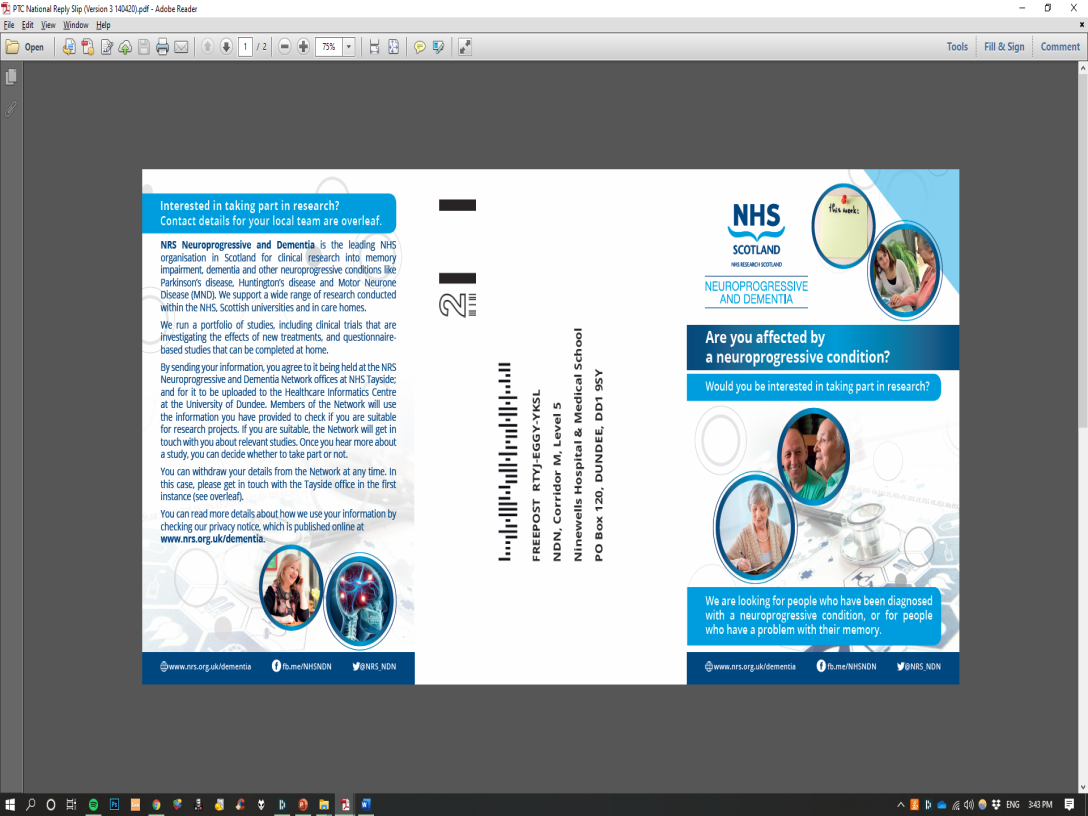 PTC National Reply Slip (Version 3 140420).pdf - Adobe Reader
File Edit View Window Help
Open 1 / 2 75% Tools Fill & Sign Comment
Interested in taking part in research?
Contact details for your local team are overleaf.
NRS Neuroprogressive and Dementia is the leading NHS
organisation in Scotland for clinical research into memory
impairment, dementia and other neuroprogressive conditions like
Parkinson's disease, Huntington's disease and Motor Neurone
Disease (MND). We support a wide range of research conducted
within the NHS, Scottish universities and in care homes.
We run a portfolio of studies, including clinical trials that are
investigating the effects of new treatments, and questionnaire-
based studies that can be completed at home.
By sending your information, you agree to it being held at the NRS
Neuroprogressive and Dementia Network offices at NHS Tayside;
and for it to be uploaded to the Healthcare Informatics Centre
at the University of Dundee. Members of the Network will use
the information you have provided to check if you are suitable
for research projects. If you are suitable, the Network will get in
touch with you about relevant studies. Once you hear more about
a study, you can decide whether to take part or not.
You can withdraw your details from the Network at any time. In
this case, please get in touch with the Tayside office in the first
instance (see overleaf).
You can read more details about how we use your information by
checking our privacy notice, which is published online at
www.nrs.org.uk/dementia.
www.nrs.org.uk/dementia fb.me/NHSNDN @NRS_NDN
2
FREEPOST RTYJ-EGGY-YKSL
NDN, Corridor M, Level 5
Ninewells Hospital & Medical School
PO Box 120, DUNDEE, DD1 9SY
NHS
SCOTLAND
NHS RESEARCH SCOTLAND
NEUROPROGRESSIVE
AND DEMENTIA
this week:
Are you affected by
a neuroprogressive condition?
Would you be interested in taking part in research?
We are looking for people who have been diagnosed
with a neuroprogressive condition, or for people
who have a problem with their memory.
www.nrs.org.uk/dementia fb.me/NHSNDN @NRS_NDN
ENG 3:43 PM